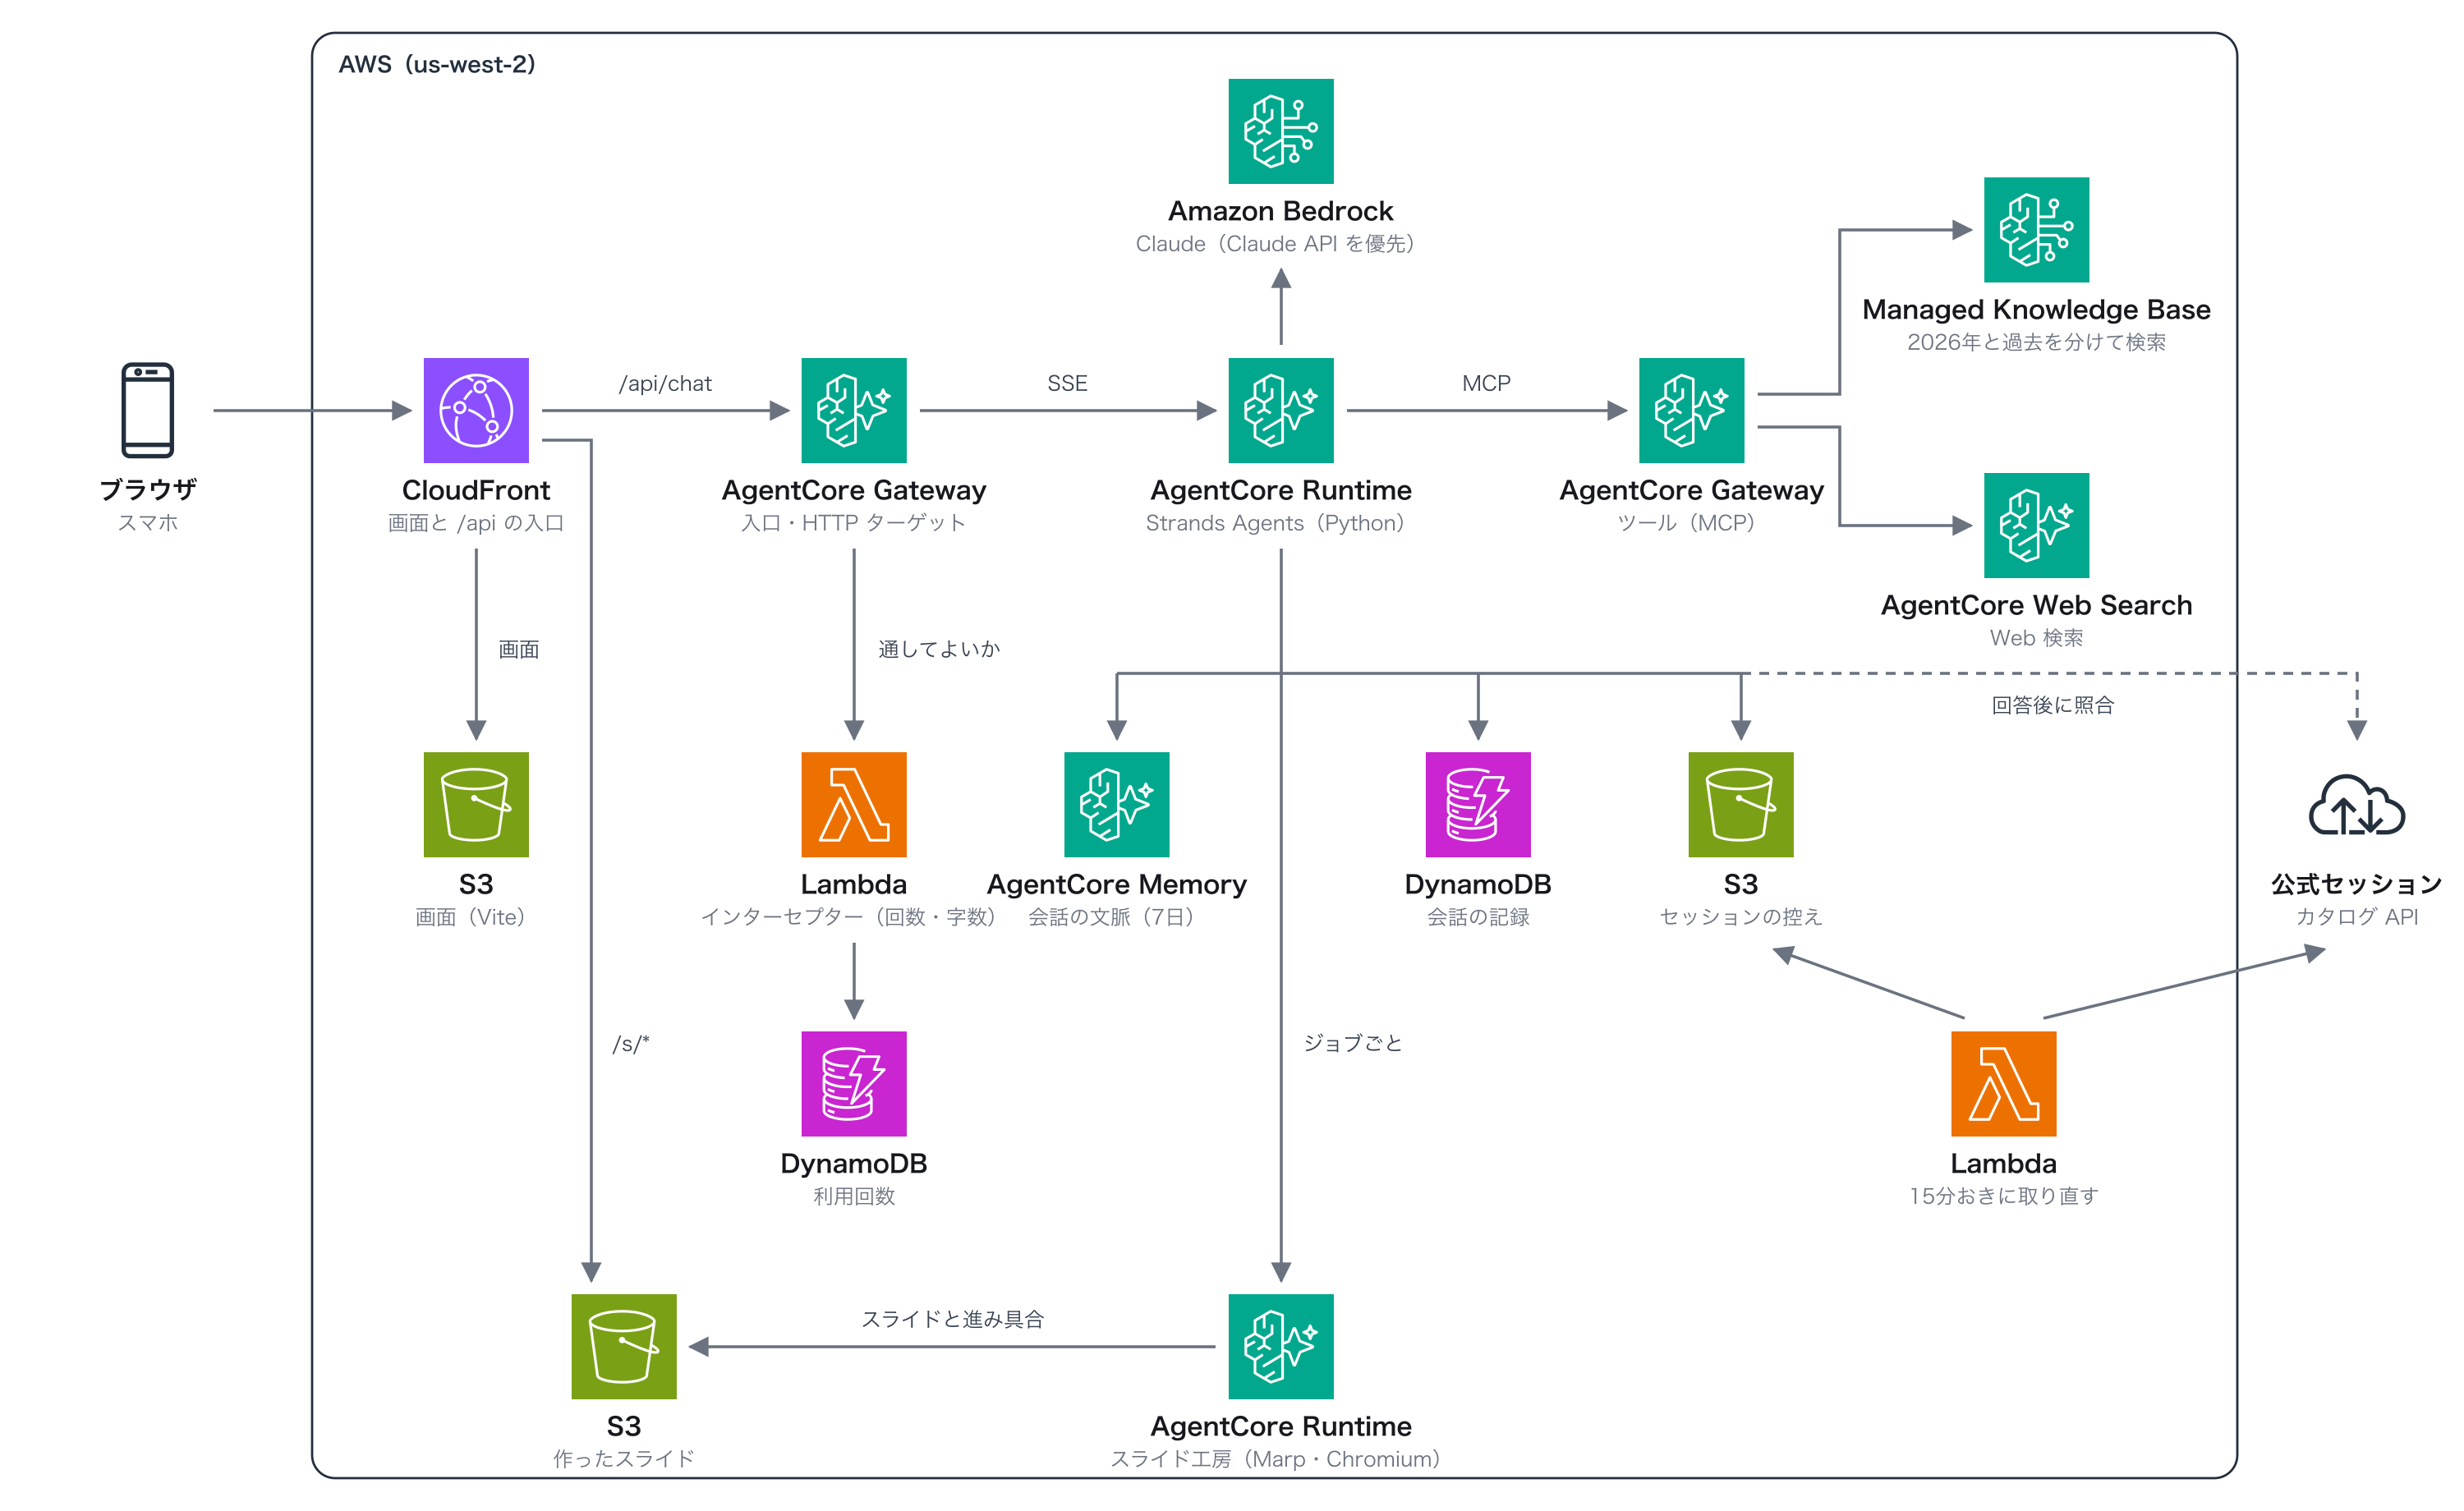 AWS（us-west-2）
Amazon Bedrock
Claude（Claude API を優先）
Managed Knowledge Base
2026年と過去を分けて検索
/api/chat
SSE
MCP
ブラウザ
スマホ
CloudFront
画面と /api の入口
AgentCore Gateway
入口・HTTP ターゲット
AgentCore Runtime
Strands Agents（Python）
AgentCore Gateway
ツール（MCP）
AgentCore Web Search
Web 検索
画面
通してよいか
回答後に照合
S3
画面（Vite）
Lambda
インターセプター（回数・字数）
AgentCore Memory
会話の文脈（7日）
DynamoDB
会話の記録
S3
セッションの控え
公式セッション
カタログ API
/s/*
ジョブごと
DynamoDB
利用回数
Lambda
15分おきに取り直す
スライドと進み具合
S3
作ったスライド
AgentCore Runtime
スライド工房（Marp・Chromium）